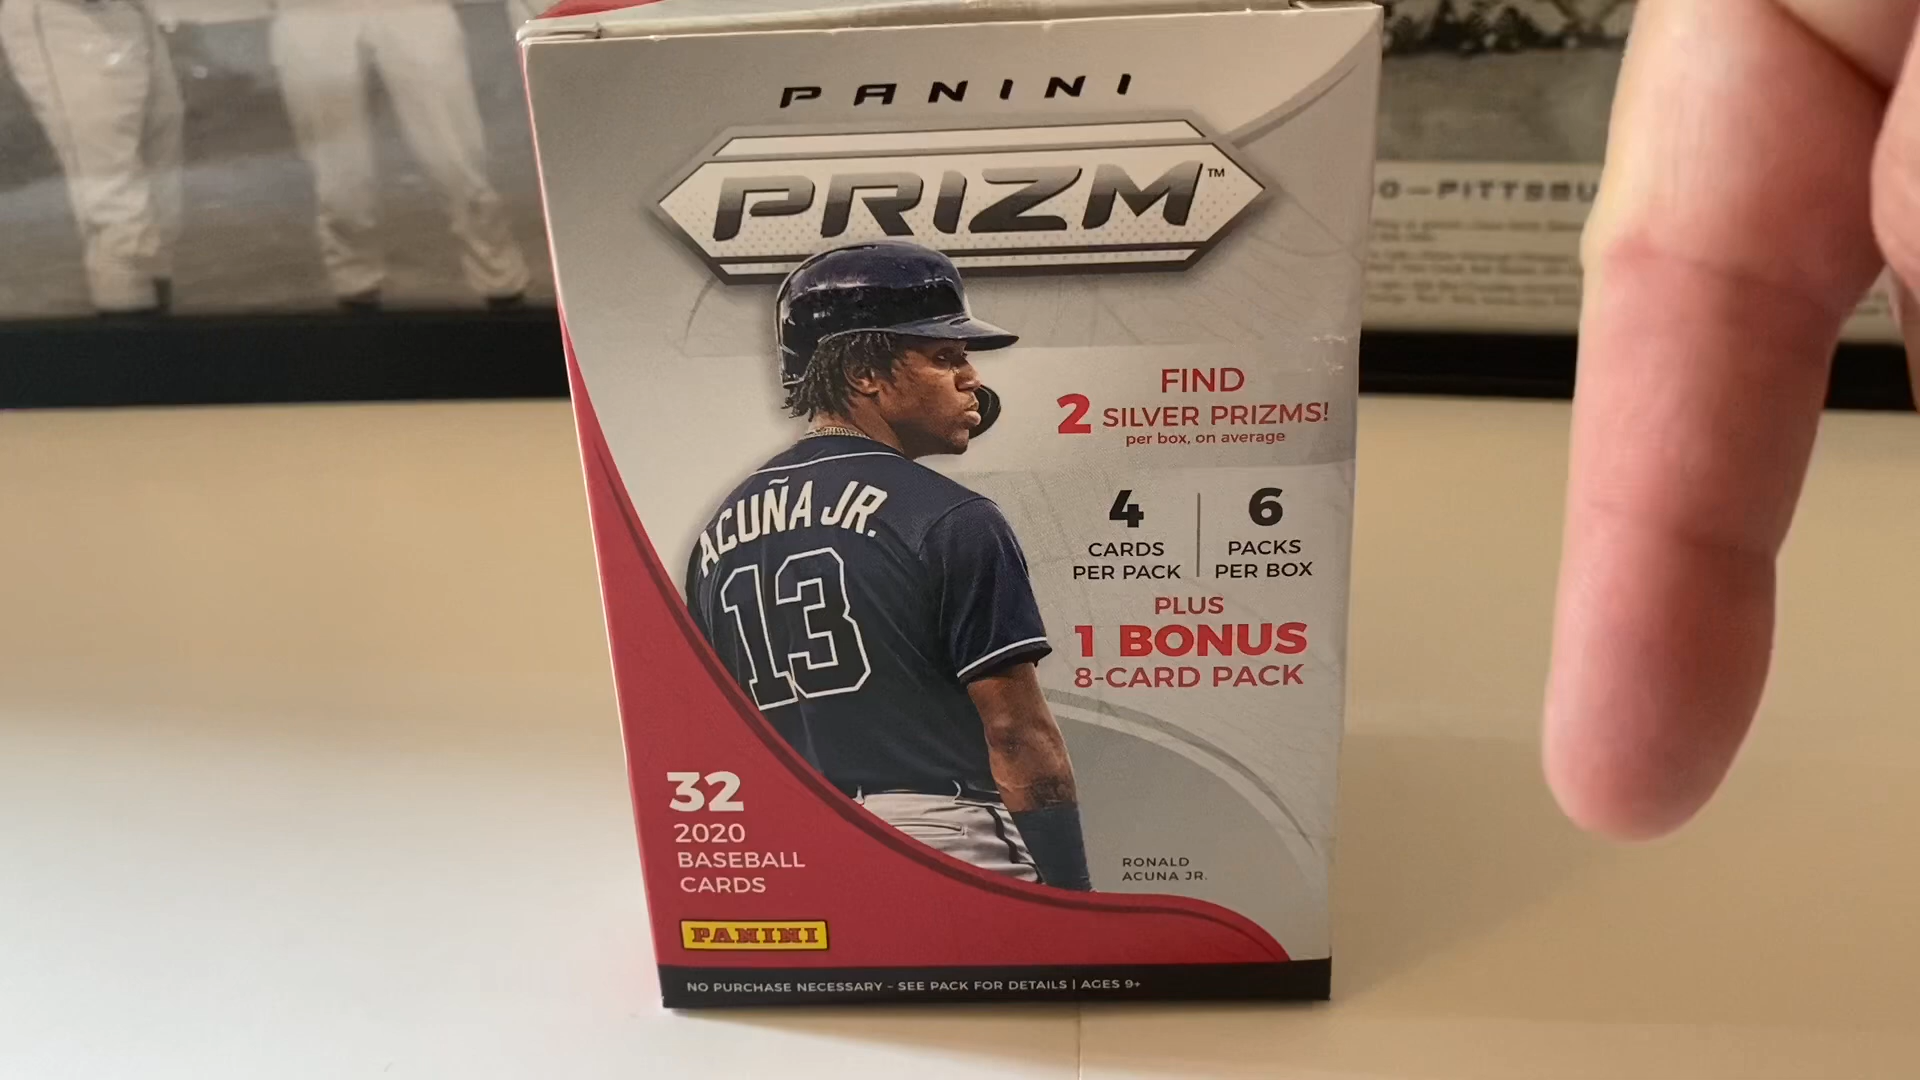 PANINI
PRIZM™
FIND
2 SILVER PRIZMS!
per box, on average
4
CARDS
PER PACK
6
PACKS
PER BOX
PLUS
1 BONUS
8-CARD PACK
ACUÑA JR.
13
32
2020
BASEBALL
CARDS
RONALD
ACUNA JR.
PANINI
NO PURCHASE NECESSARY - SEE PACK FOR DETAILS | AGES 9+